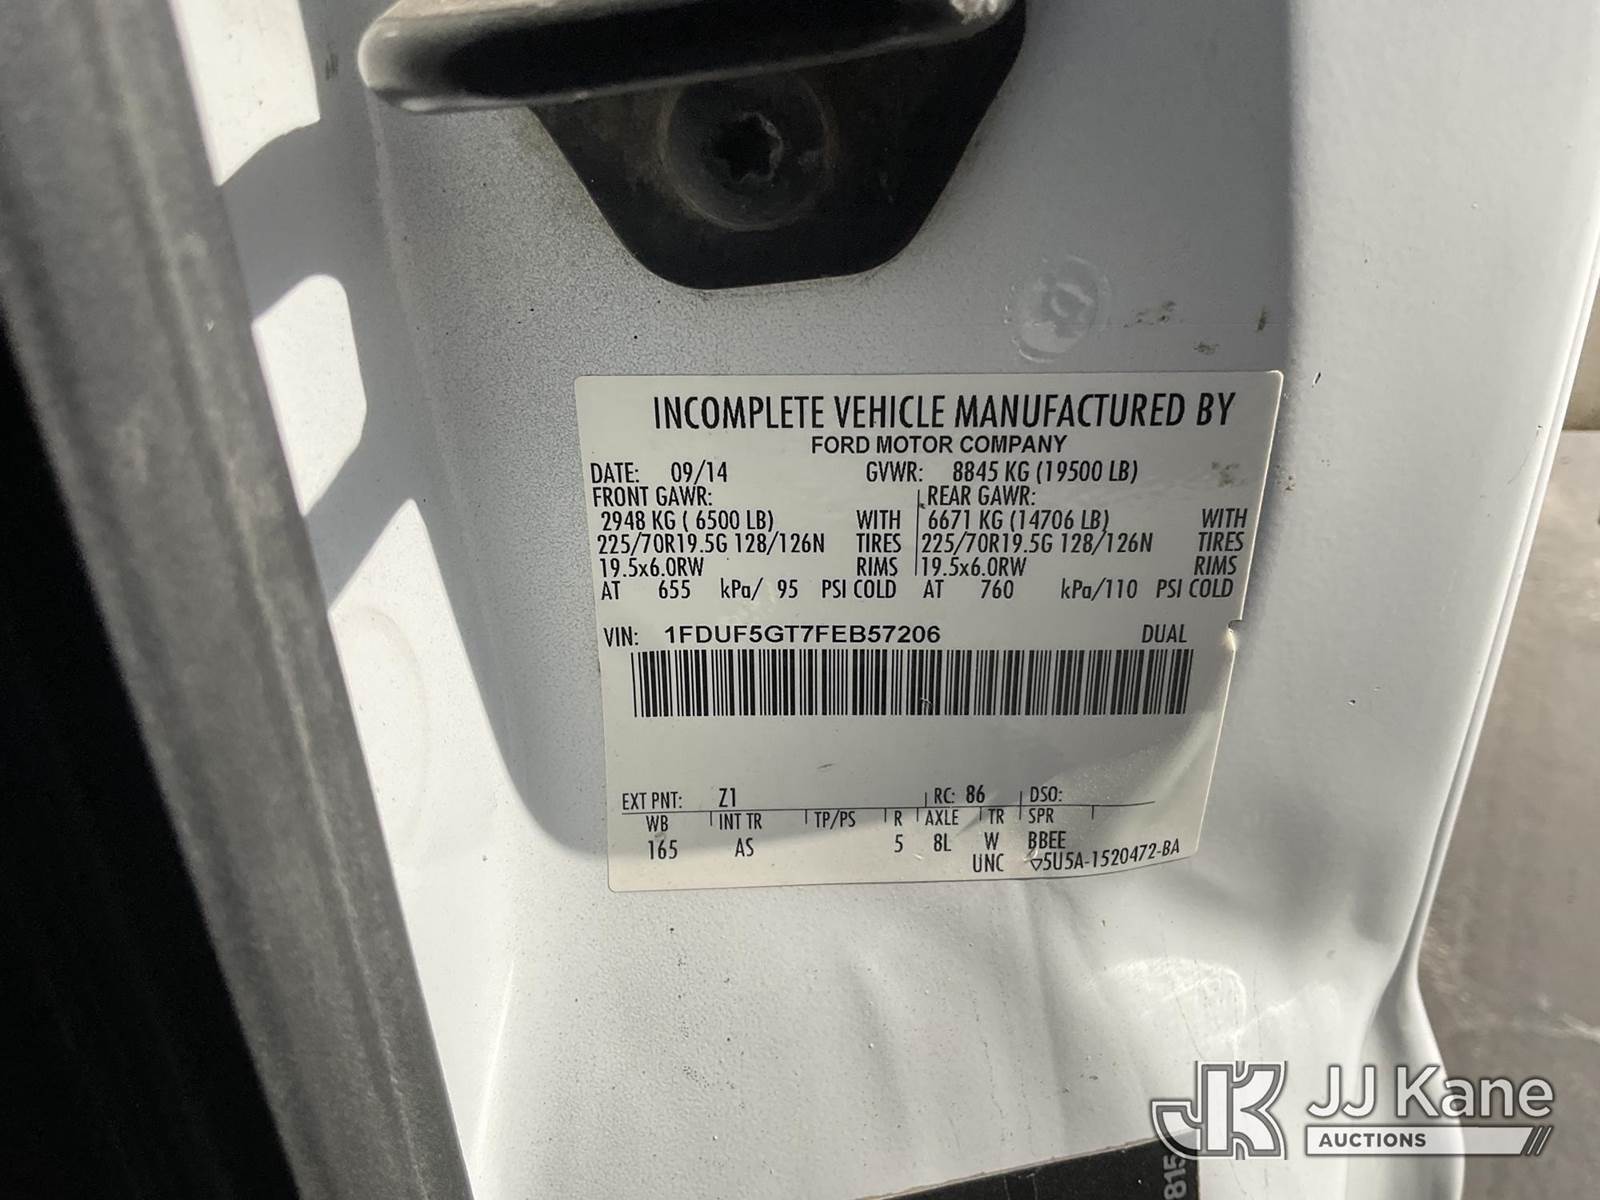 INCOMPLETE VEHICLE MANUFACTURED BY
FORD MOTOR COMPANY
DATE: 09/14 GVWR: 8845 KG (19500 LB)
FRONT GAWR: REAR GAWR:
2948 KG ( 6500 LB) WITH 6671 KG (14706 LB) WITH
225/70R19.5G 128/126N TIRES 225/70R19.5G 128/126N TIRES
19.5x6.0RW RIMS 19.5x6.0RW RIMS
AT 655 kPa/ 95 PSI COLD AT 760 kPa/110 PSI COLD
VIN: 1FDUF5GT7FEB57206 DUAL
EXT PNT: Z1 RC: 86 DSO:
WB INT TR TP/PS R AXLE TR SPR
165 AS 5 8L W BBEE
UNC ▽5U5A-1520472-BA
815
JK JJ Kane
AUCTIONS